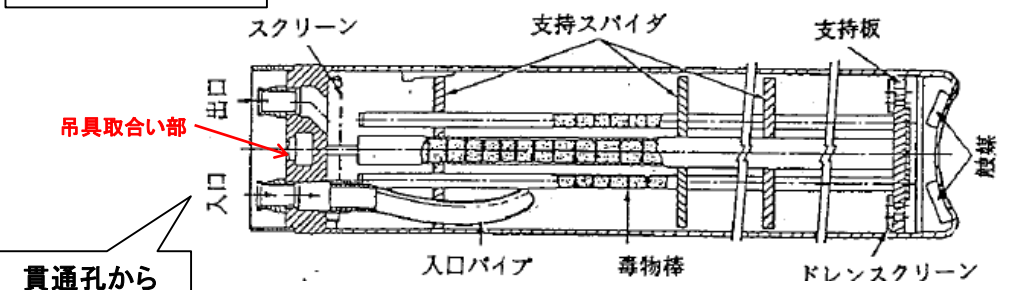 スクリーン
支持スパイダ
支持板
出口
吊具取合い部
入口
触媒
入口パイプ
毒物棒
ドレンスクリーン
貫通孔から